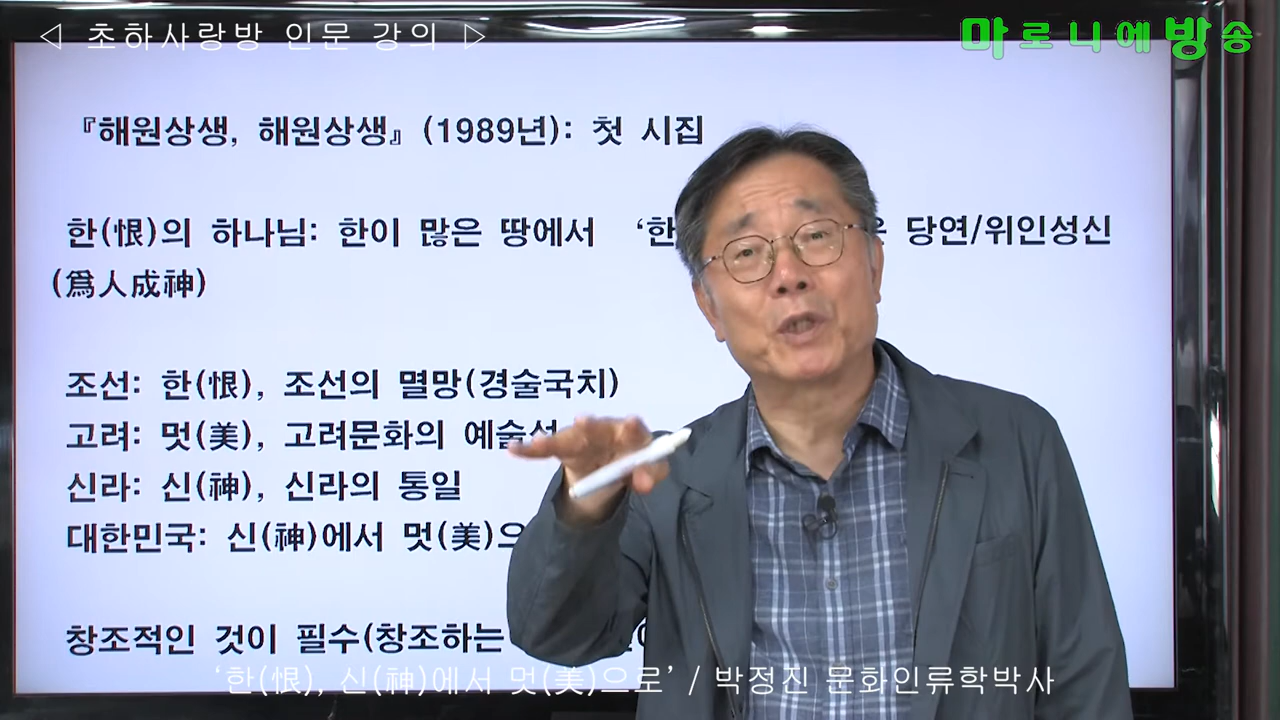 ◁ 초하사랑방 인문 강의 ▷
마로니에방송
『해원상생, 해원상생』(1989년): 첫 시집
한(恨)의 하나님: 한이 많은 땅에서 ‘한 당연/위인성신
(爲人成神)
조선: 한(恨), 조선의 멸망(경술국치)
고려: 멋(美), 고려문화의 예술성
신라: 신(神), 신라의 통일
대한민국: 신(神)에서 멋(美)으
창조적인 것이 필수(창조하는
‘한(恨), 신(神)에서 멋(美)으로’ / 박정진 문화인류학박사